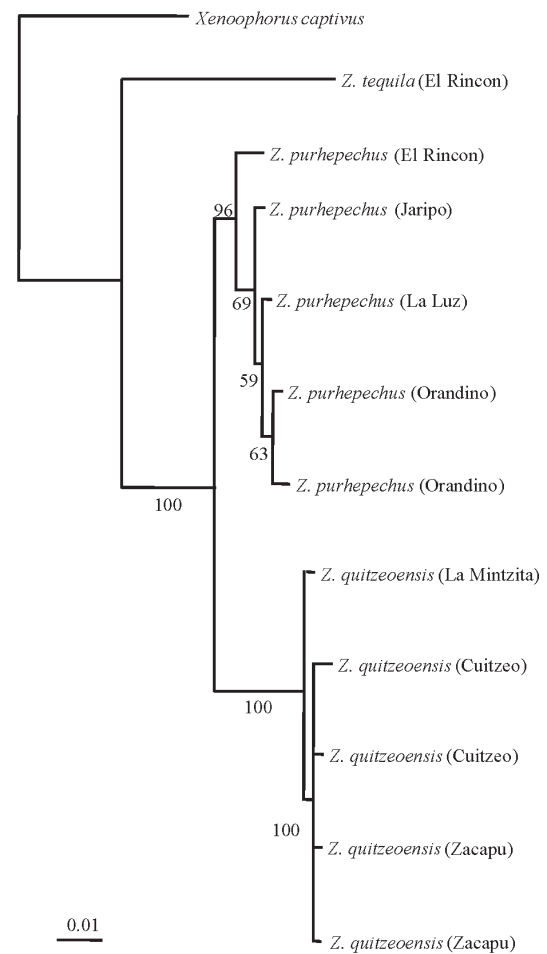 Xenoophorus captivus
Z. tequila (El Rincon)
Z. purhepechus (El Rincon)
96
Z. purhepechus (Jaripo)
69
Z. purhepechus (La Luz)
59
Z. purhepechus (Orandino)
63
Z. purhepechus (Orandino)
100
Z. quitzeoensis (La Mintzita)
Z. quitzeoensis (Cuitzeo)
100
Z. quitzeoensis (Cuitzeo)
100
Z. quitzeoensis (Zacapu)
0.01
Z. quitzeoensis (Zacapu)